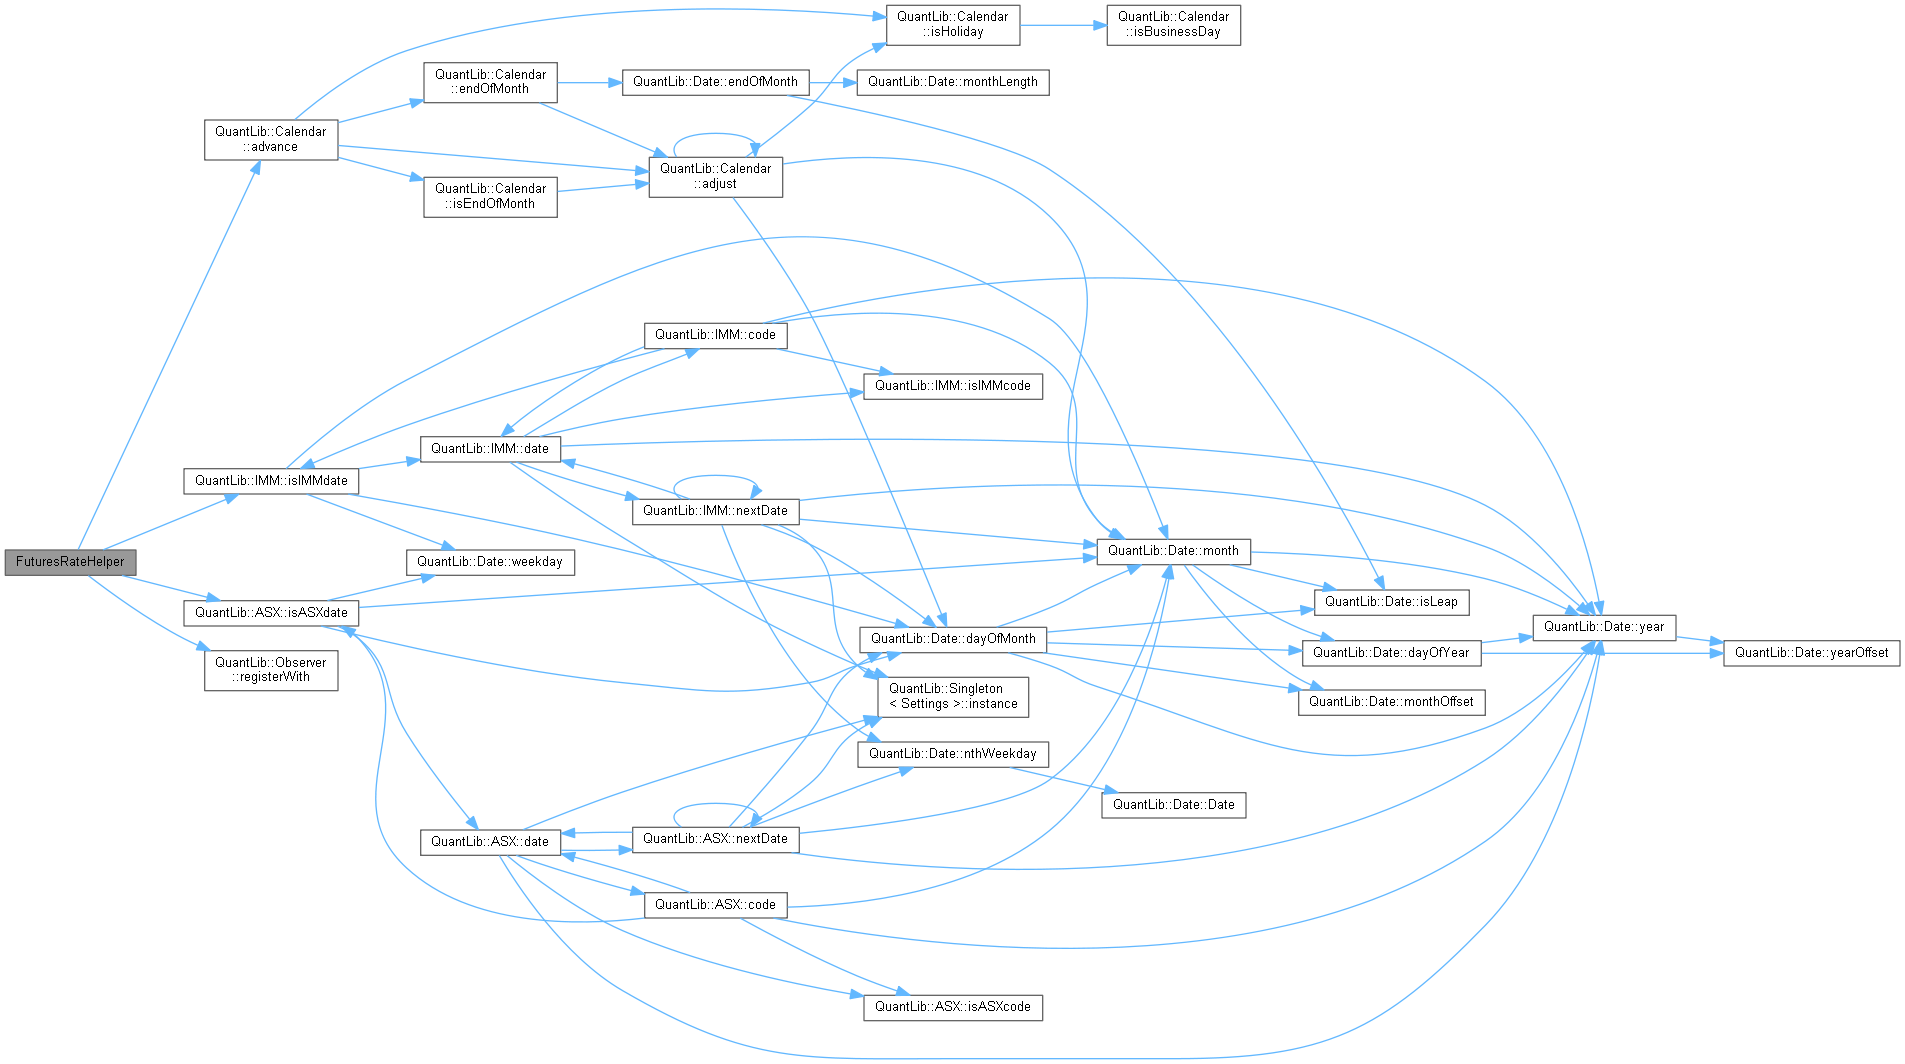 QuantLib::Calendar
::isHoliday
QuantLib::Calendar
::isBusinessDay
QuantLib::Calendar
::endOfMonth
QuantLib::Date::endOfMonth
QuantLib::Date::monthLength
QuantLib::Calendar
::advance
QuantLib::Calendar
::adjust
QuantLib::Calendar
::isEndOfMonth
QuantLib::IMM::code
QuantLib::IMM::isIMMcode
QuantLib::IMM::date
QuantLib::IMM::isIMMdate
QuantLib::IMM::nextDate
QuantLib::Date::month
FuturesRateHelper
QuantLib::Date::weekday
QuantLib::Date::isLeap
QuantLib::ASX::isASXdate
QuantLib::Date::year
QuantLib::Date::dayOfMonth
QuantLib::Date::dayOfYear
QuantLib::Date::yearOffset
QuantLib::Observer
::registerWith
QuantLib::Singleton
< Settings >::instance
QuantLib::Date::monthOffset
QuantLib::Date::nthWeekday
QuantLib::Date::Date
QuantLib::ASX::date
QuantLib::ASX::nextDate
QuantLib::ASX::code
QuantLib::ASX::isASXcode